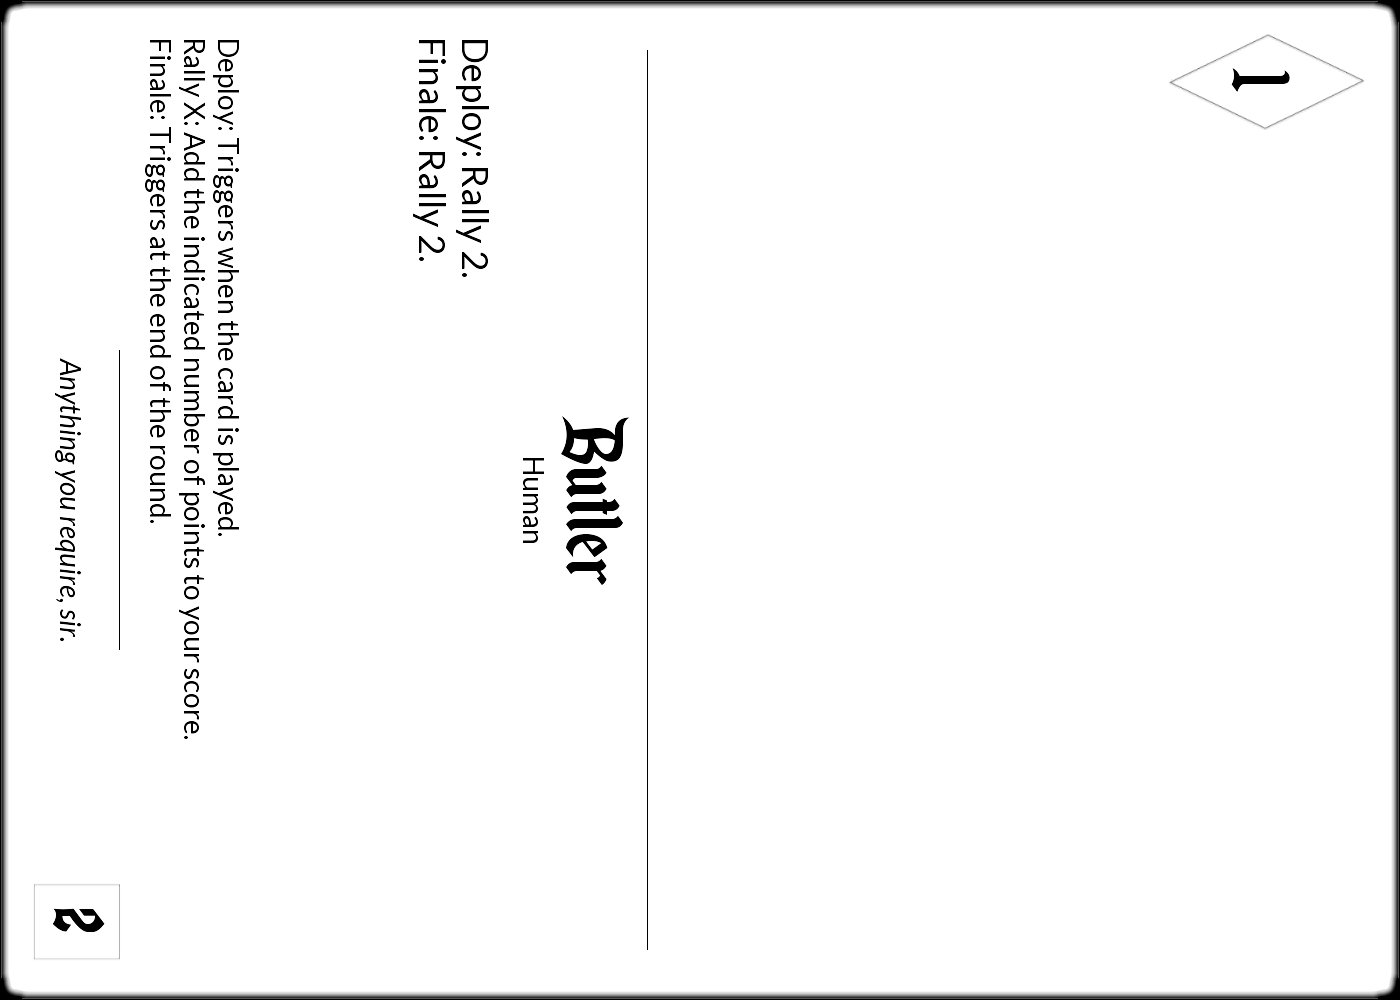 1
Butler
Human
Deploy: Rally 2.
Finale: Rally 2.
Deploy: Triggers when the card is played.
Rally X: Add the indicated number of points to your score.
Finale: Triggers at the end of the round.
Anything you require, sir.
2